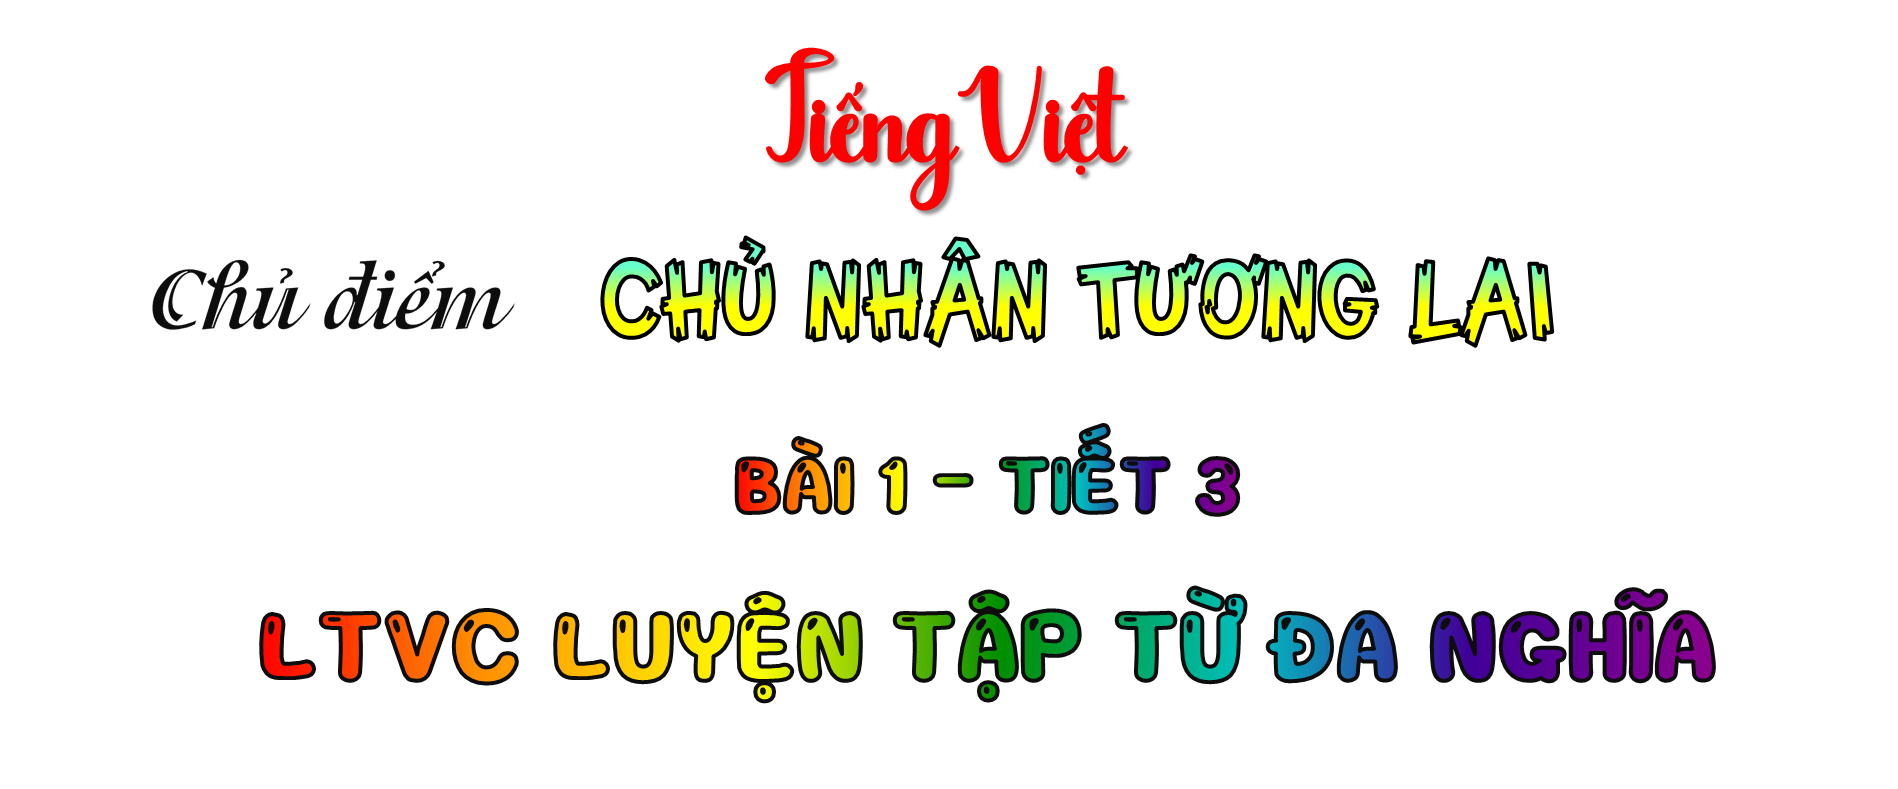 Tiếng Việt
Chủ điểm CHỦ NHÂN TƯƠNG LAI
BÀI 1 - TIẾT 3
LTVC LUYỆN TẬP TỪ ĐA NGHĨA